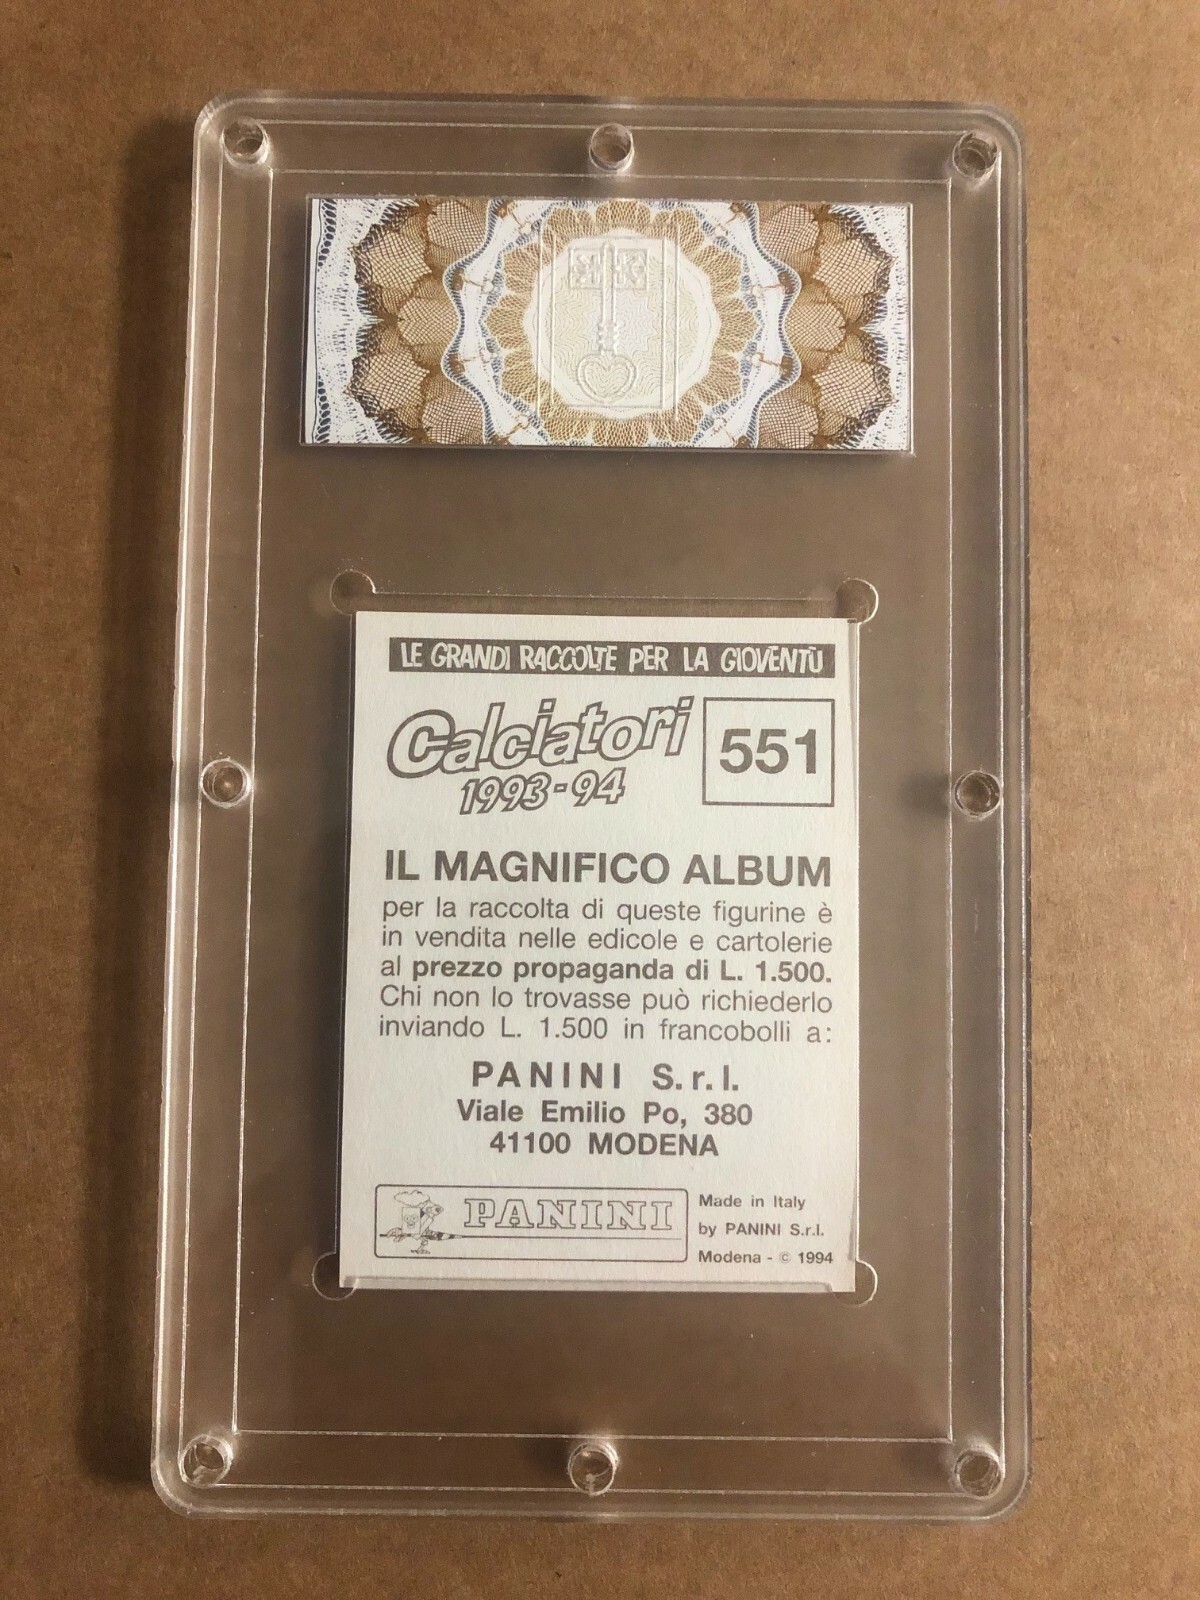 LE GRANDI RACCOLTE PER LA GIOVENTÙ
Calciatori
1993-94
551
IL MAGNIFICO ALBUM
per la raccolta di queste figurine è
in vendita nelle edicole e cartolerie
al prezzo propaganda di L. 1.500.
Chi non lo trovasse può richiederlo
inviando L. 1.500 in francobolli a:
PANINI S.r.l.
Viale Emilio Po, 380
41100 MODENA
PANINI
Made in Italy
by PANINI S.r.l.
Modena - © 1994